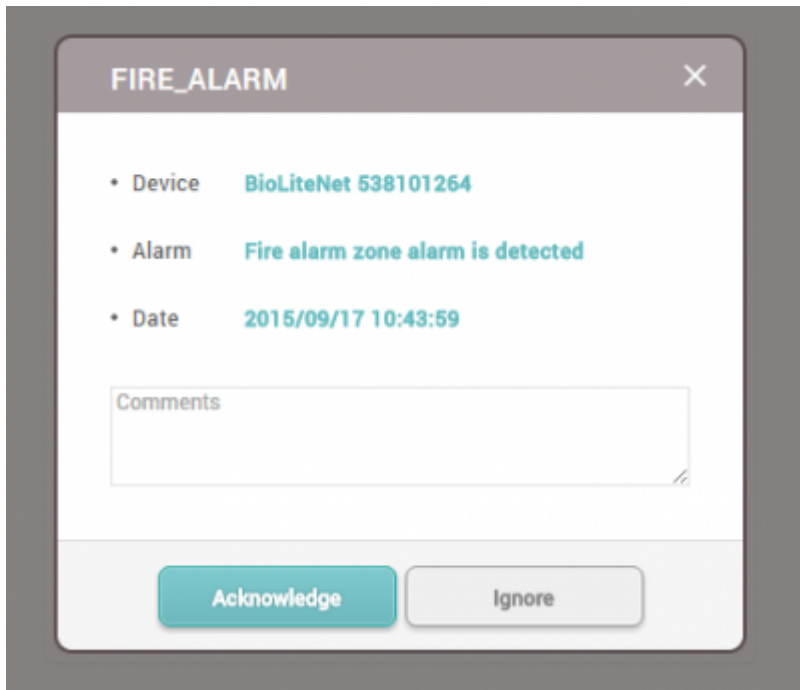 FIRE_ALARM
• Device BioLiteNet 538101264
• Alarm Fire alarm zone alarm is detected
• Date 2015/09/17 10:43:59
Comments
Acknowledge Ignore